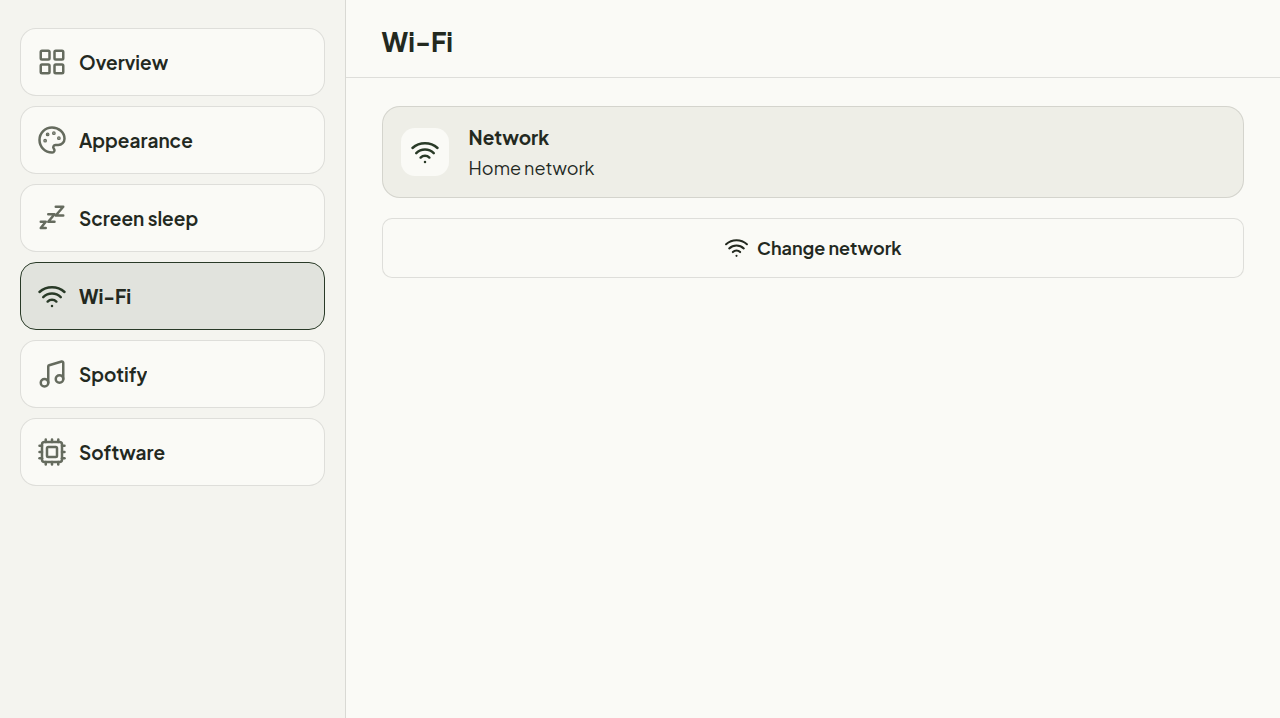 Overview
Appearance
Screen sleep
Wi-Fi
Spotify
Software
Wi-Fi
Network
Home network
Change network